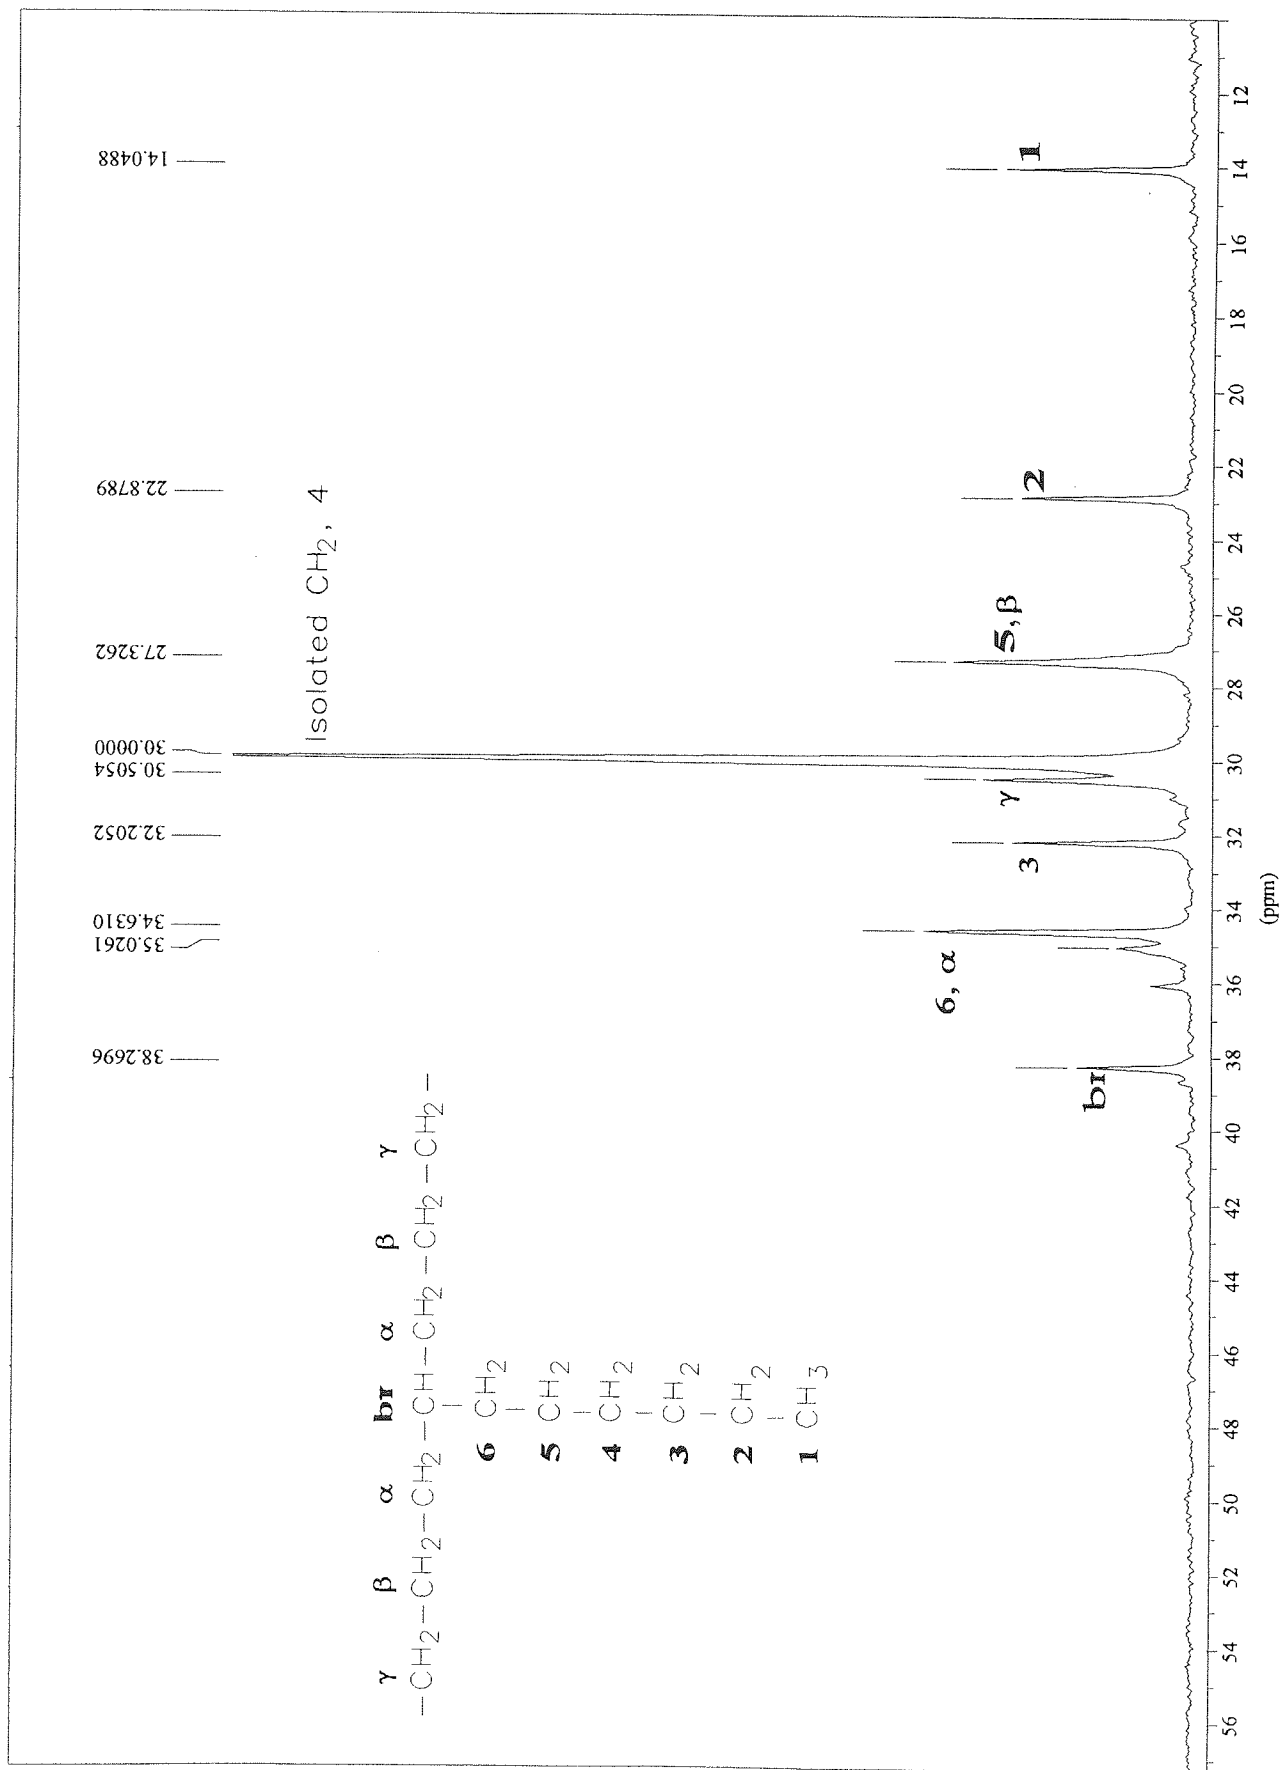 38.2696
35.0261
34.6310
32.2052
30.5054
30.0000
27.3262
22.8789
14.0488
Isolated CH2, 4
γ β α br α β γ
-CH2-CH2-CH2-CH-CH2-CH2-CH2-
6 CH2
5 CH2
4 CH2
3 CH2
2 CH2
1 CH3
br
6, α
3
γ
5,β
2
1
56 54 52 50 48 46 44 42 40 38 36 34 32 30 28 26 24 22 20 18 16 14 12
(ppm)